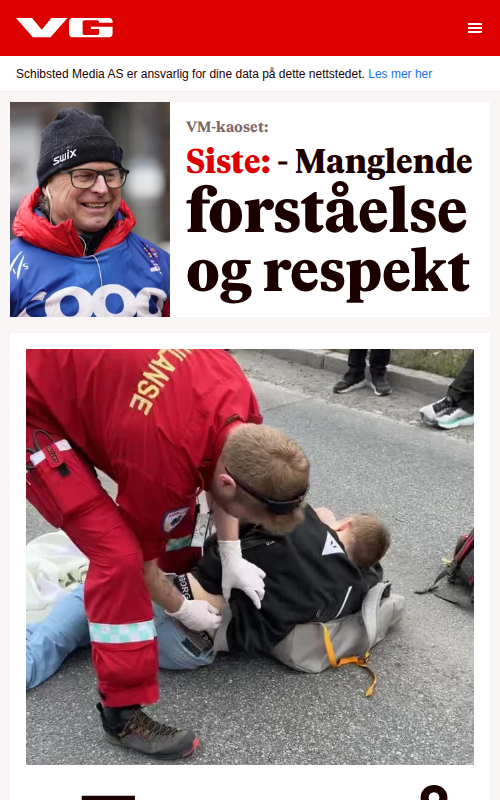 VG
Schibsted Media AS er ansvarlig for dine data på dette nettstedet. Les mer her
VM-kaoset:
Siste: - Manglende
forståelse
og respekt
swix